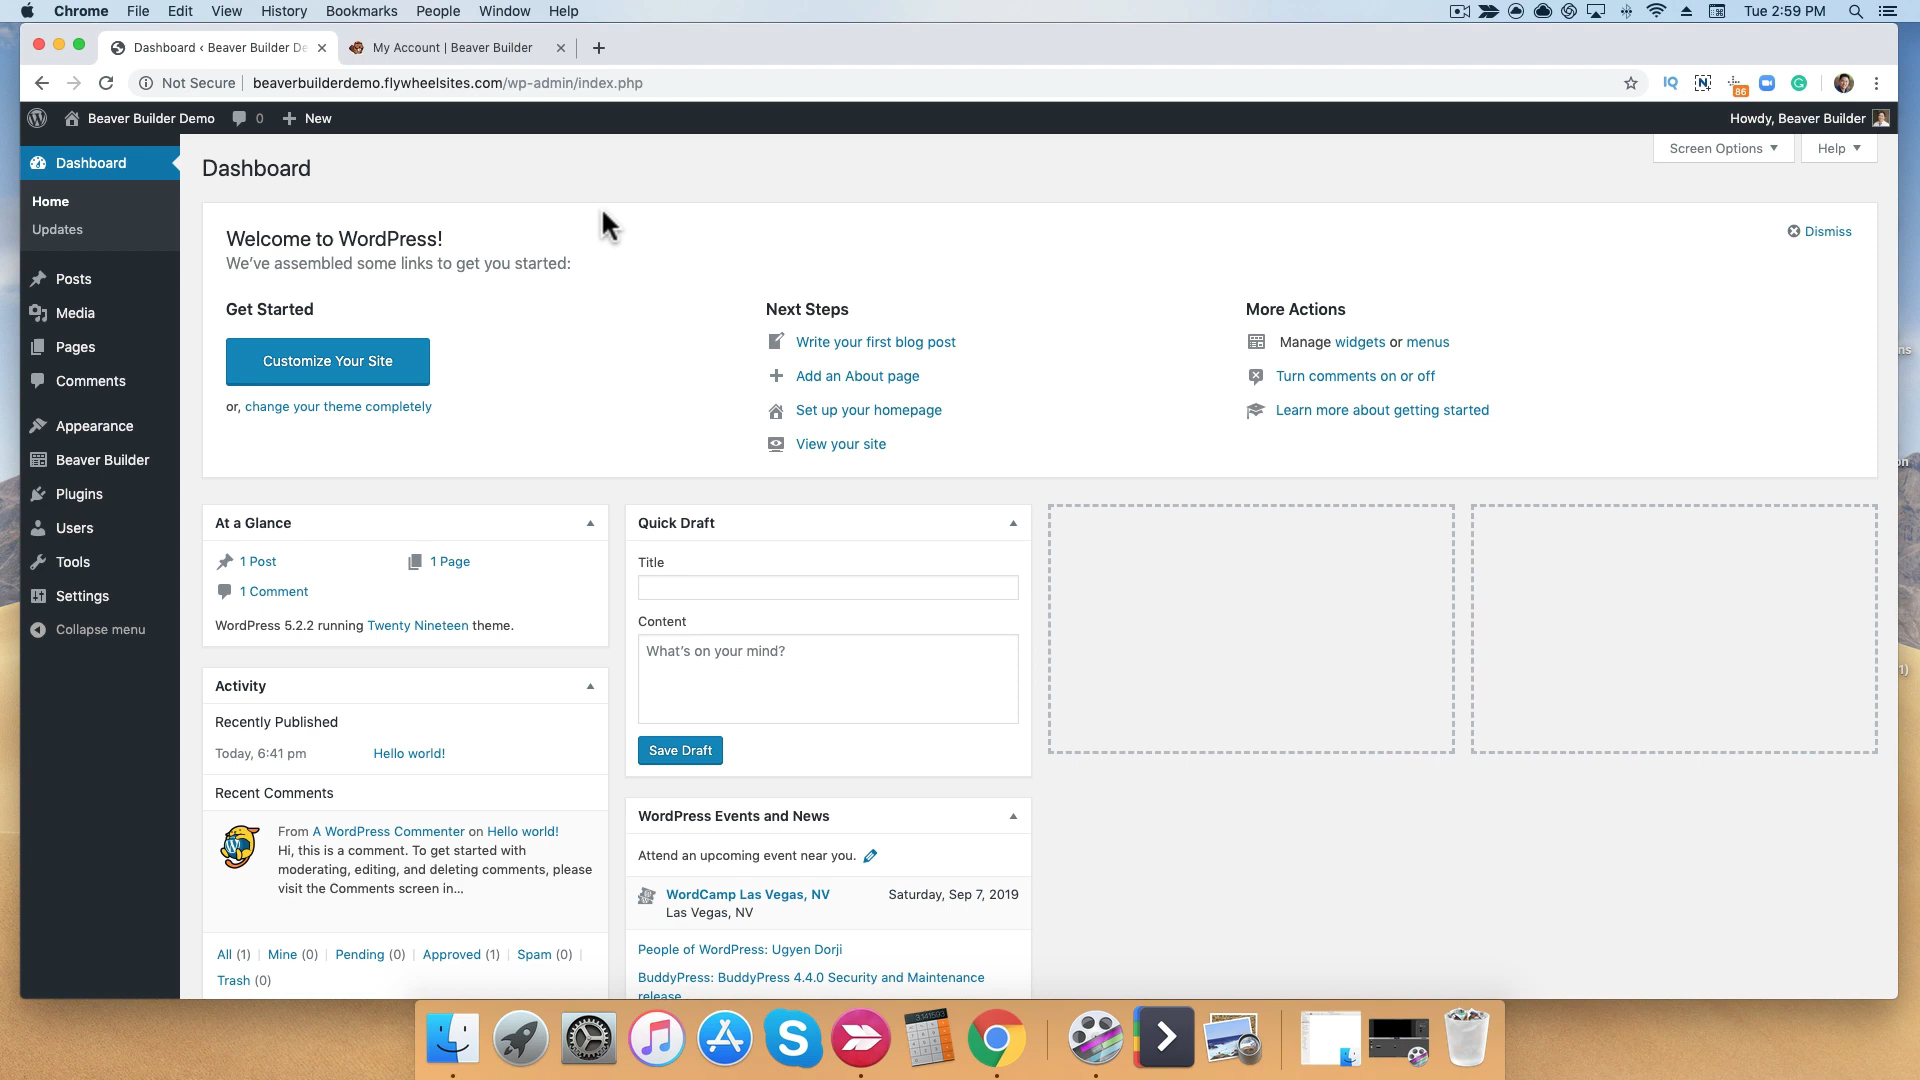 Chrome File Edit View History Bookmarks People Window Help Tue 2:59 PM
Dashboard ‹ Beaver Builder De My Account | Beaver Builder
Not Secure beaverbuilderdemo.flywheelsites.com/wp-admin/index.php IQ N 86
Beaver Builder Demo 0 New Howdy, Beaver Builder
Dashboard
Home
Updates
Posts
Media
Pages
Comments
Appearance
Beaver Builder
Plugins
Users
Tools
Settings
Collapse menu
Dashboard
Screen Options Help
Welcome to WordPress!
Dismiss
We've assembled some links to get you started:
Get Started
Customize Your Site
or, change your theme completely
Next Steps
Write your first blog post
Add an About page
Set up your homepage
View your site
More Actions
Manage widgets or menus
Turn comments on or off
Learn more about getting started
At a Glance
1 Post 1 Page
1 Comment
WordPress 5.2.2 running Twenty Nineteen theme.
Activity
Recently Published
Today, 6:41 pm Hello world!
Recent Comments
From A WordPress Commenter on Hello world!
Hi, this is a comment. To get started with
moderating, editing, and deleting comments, please
visit the Comments screen in...
All (1) | Mine (0) | Pending (0) | Approved (1) | Spam (0) |
Trash (0)
Quick Draft
Title
Content
What's on your mind?
Save Draft
WordPress Events and News
Attend an upcoming event near you.
WordCamp Las Vegas, NV Saturday, Sep 7, 2019
Las Vegas, NV
People of WordPress: Ugyen Dorji
BuddyPress: BuddyPress 4.4.0 Security and Maintenance
release
3.141593